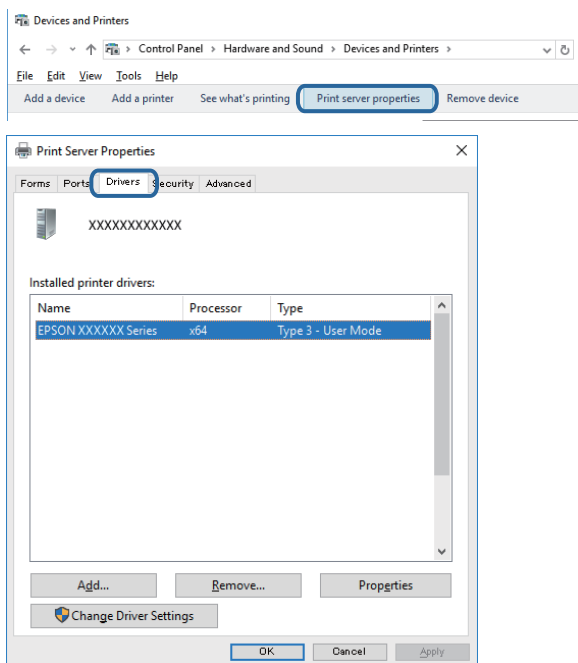 Devices and Printers
Control Panel > Hardware and Sound > Devices and Printers >
File Edit View Tools Help
Add a device Add a printer See what's printing Print server properties Remove device
Print Server Properties
Forms Ports Drivers Security Advanced
XXXXXXXXXXXX
Installed printer drivers:
Name Processor Type
EPSON XXXXXX Series x64 Type 3 - User Mode
Add... Remove... Properties
Change Driver Settings
OK Cancel Apply